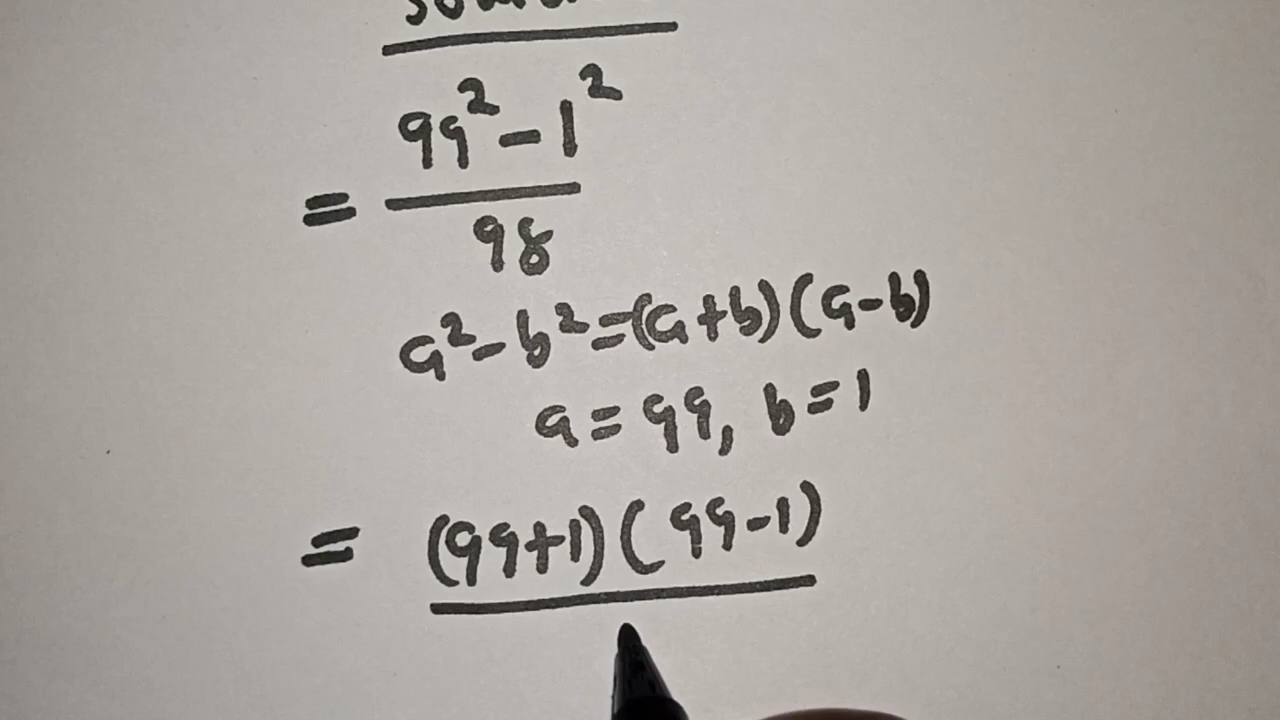 99² - 1²
=
98
a² - b² = (a+b)(a-b)
a = 99, b = 1
= (99+1)(99-1)